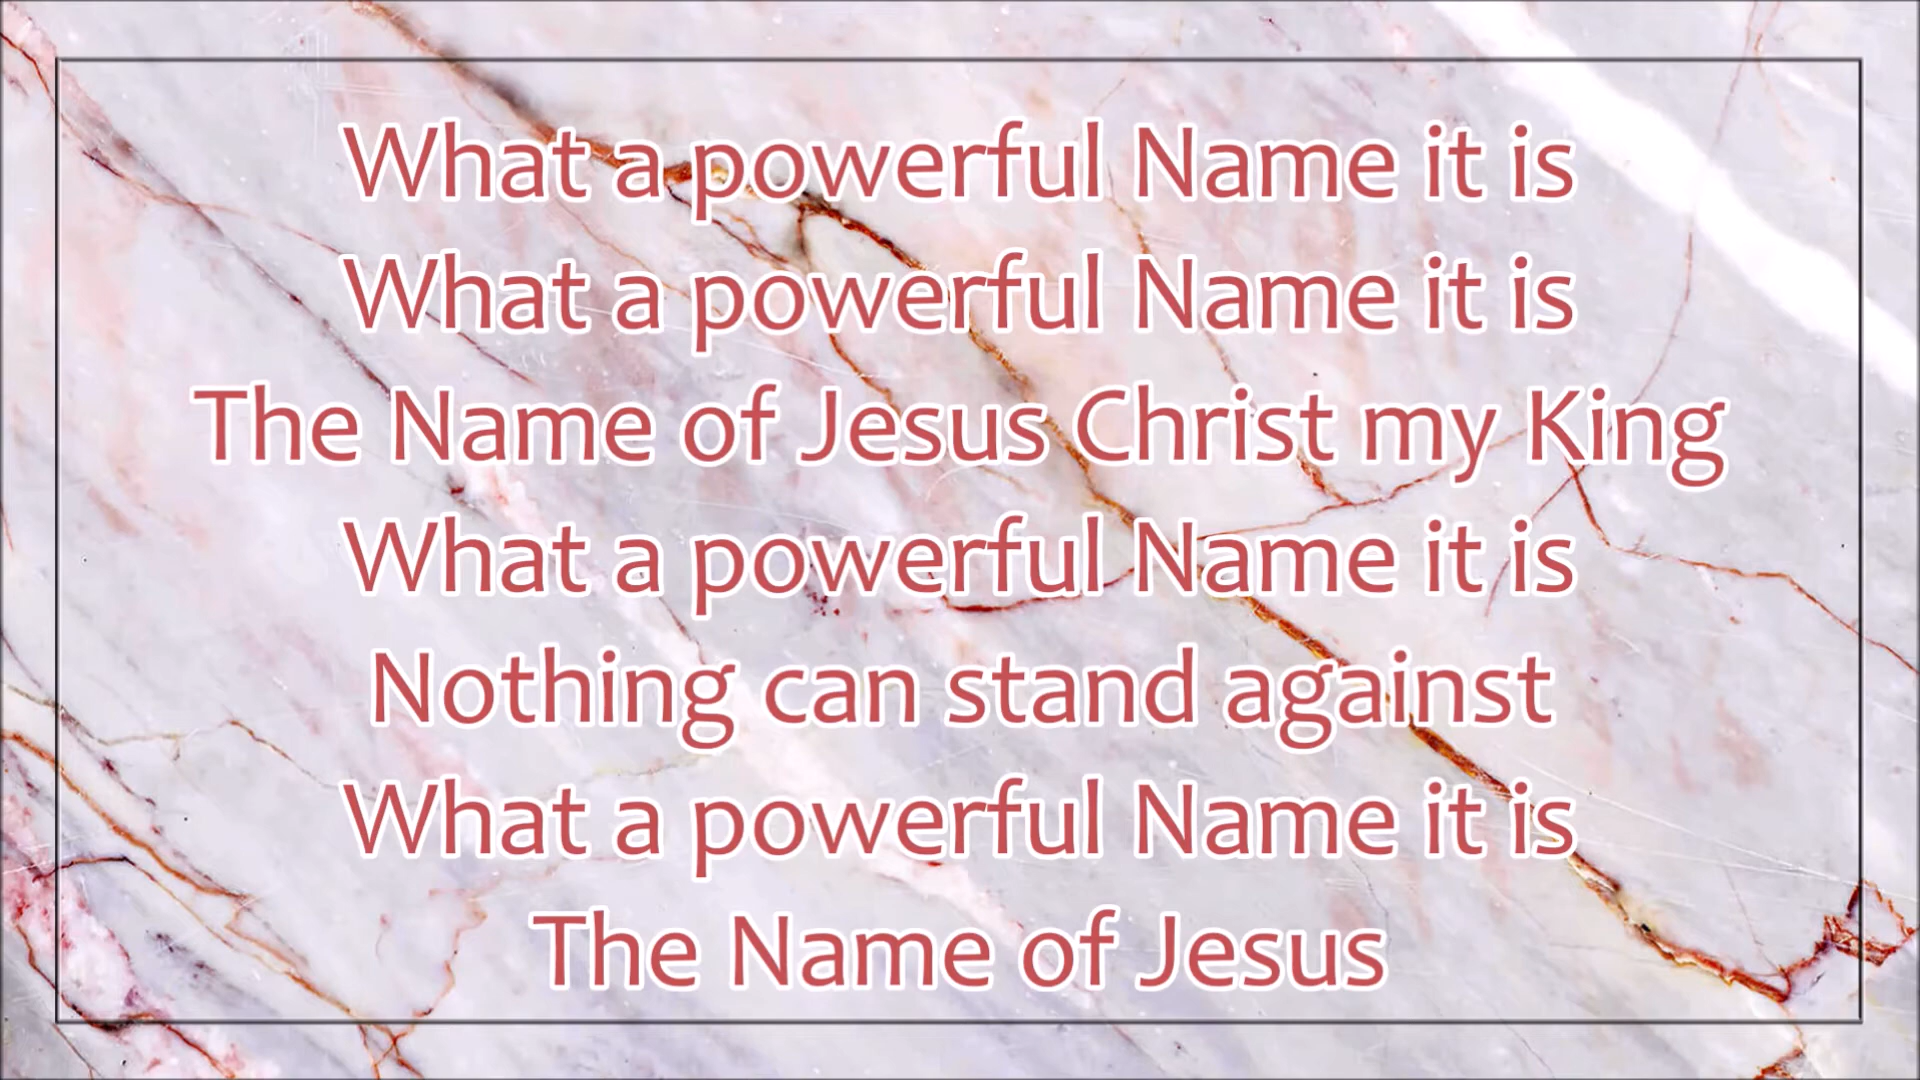 What a powerful Name it is
What a powerful Name it is
The Name of Jesus Christ my King
What a powerful Name it is
Nothing can stand against
What a powerful Name it is
The Name of Jesus